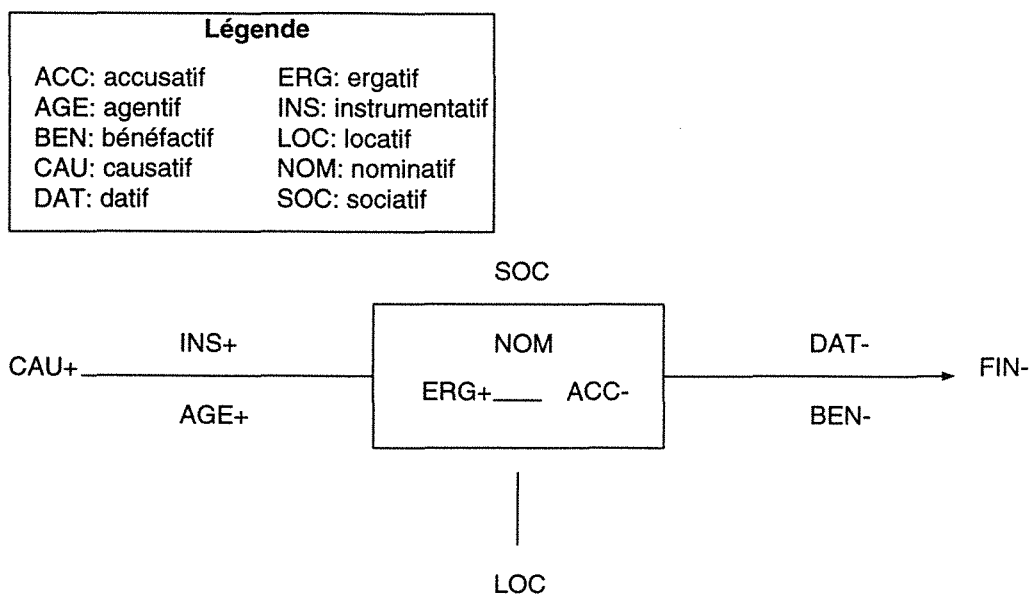 Légende
ACC: accusatif ERG: ergatif
AGE: agentif INS: instrumentatif
BEN: bénéfactif LOC: locatif
CAU: causatif NOM: nominatif
DAT: datif SOC: sociatif
SOC
INS+ NOM DAT-
CAU+ FIN-
ERG+ ACC-
AGE+ BEN-
LOC